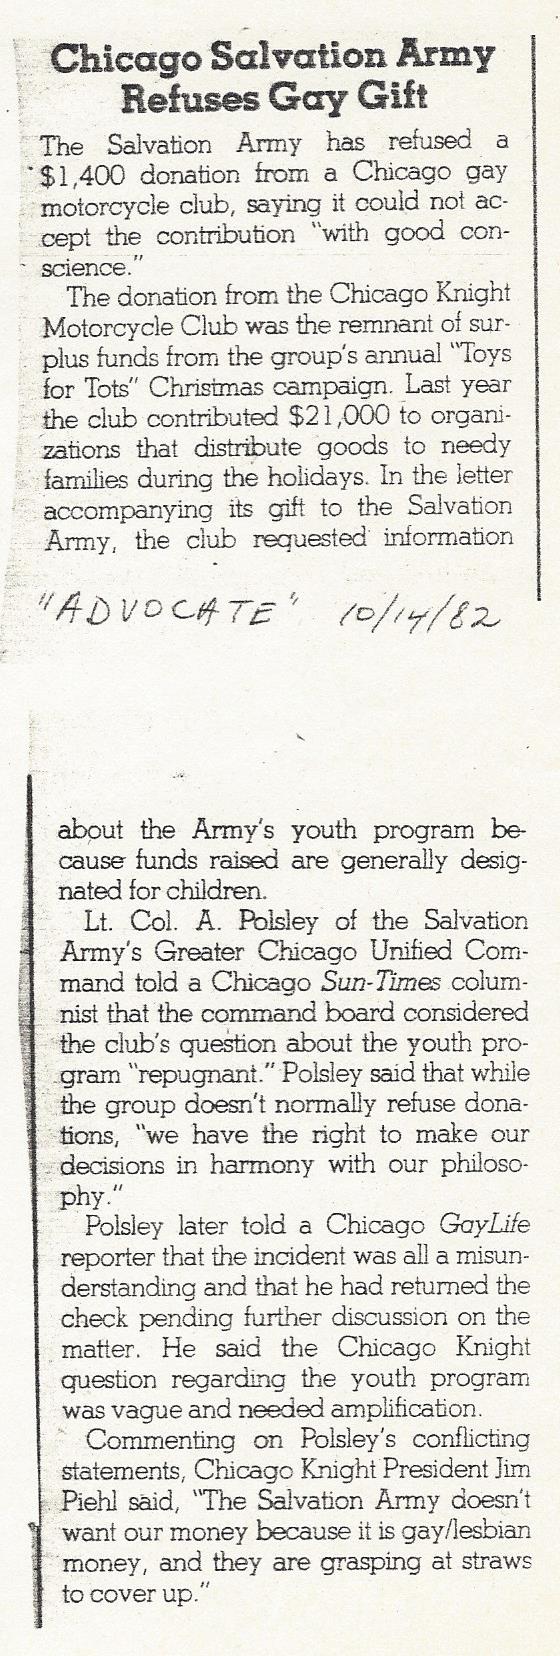 Chicago Salvation Army
Refuses Gay Gift
The Salvation Army has refused a
$1,400 donation from a Chicago gay
motorcycle club, saying it could not ac-
cept the contribution "with good con-
science."
The donation from the Chicago Knight
Motorcycle Club was the remnant of sur-
plus funds from the group's annual "Toys
for Tots" Christmas campaign. Last year
the club contributed $21,000 to organi-
zations that distribute goods to needy
families during the holidays. In the letter
accompanying its gift to the Salvation
Army, the club requested information
"ADVOCATE" 10/14/82
about the Army's youth program be-
cause funds raised are generally desig-
nated for children.
Lt. Col. A. Polsley of the Salvation
Army's Greater Chicago Unified Com-
mand told a Chicago Sun-Times colum-
nist that the command board considered
the club's question about the youth pro-
gram "repugnant." Polsley said that while
the group doesn't normally refuse dona-
tions, "we have the right to make our
decisions in harmony with our philoso-
phy."
Polsley later told a Chicago GayLife
reporter that the incident was all a misun-
derstanding and that he had returned the
check pending further discussion on the
matter. He said the Chicago Knight
question regarding the youth program
was vague and needed amplification.
Commenting on Polsley's conflicting
statements, Chicago Knight President Jim
Piehl said, "The Salvation Army doesn't
want our money because it is gay/lesbian
money, and they are grasping at straws
to cover up."